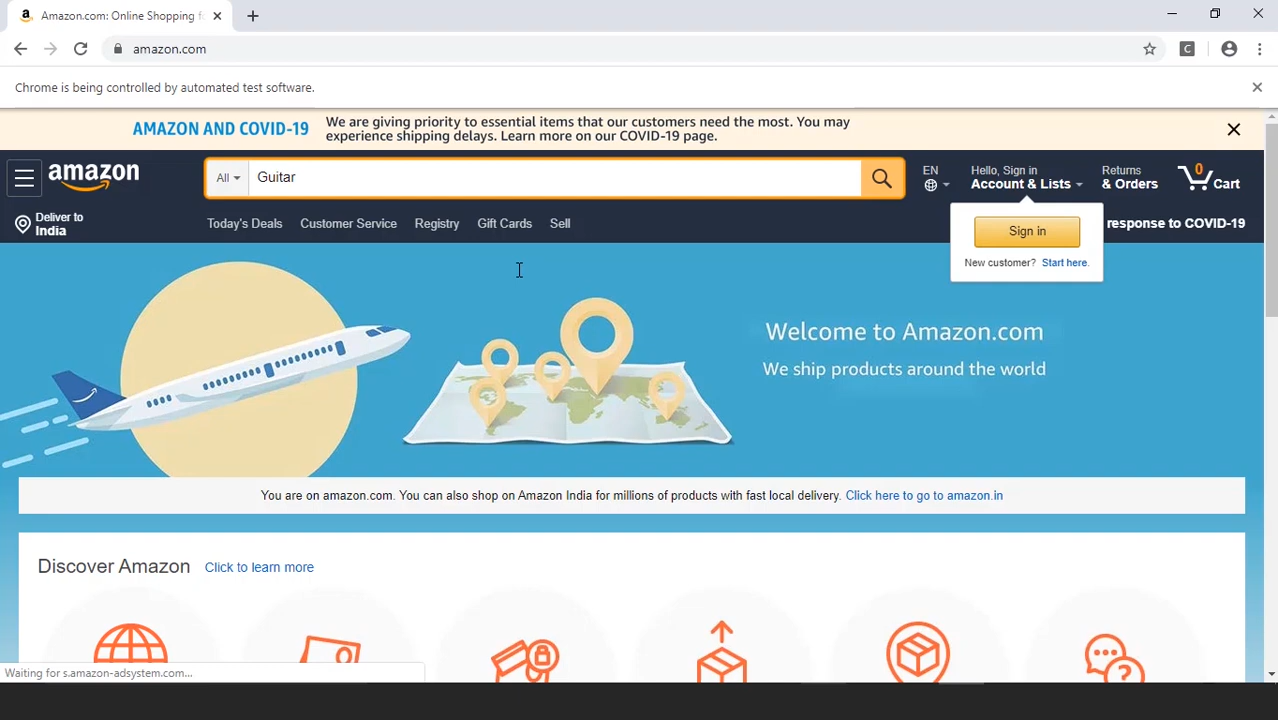 Amazon.com: Online Shopping f
amazon.com
Chrome is being controlled by automated test software.
AMAZON AND COVID-19
We are giving priority to essential items that our customers need the most. You may
experience shipping delays. Learn more on our COVID-19 page.
amazon
All
Guitar
EN
Hello, Sign in
Account & Lists
Returns
& Orders
0
Cart
Deliver to
India
Today's Deals
Customer Service
Registry
Gift Cards
Sell
response to COVID-19
Sign in
New customer? Start here.
Welcome to Amazon.com
We ship products around the world
You are on amazon.com. You can also shop on Amazon India for millions of products with fast local delivery. Click here to go to amazon.in
Discover Amazon
Click to learn more
Waiting for s.amazon-adsystem.com...